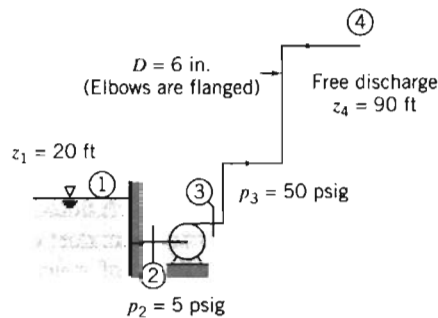 ④
D = 6 in.
(Elbows are flanged)
Free discharge
z₄ = 90 ft
z₁ = 20 ft
①
③
p₃ = 50 psig
②
p₂ = 5 psig